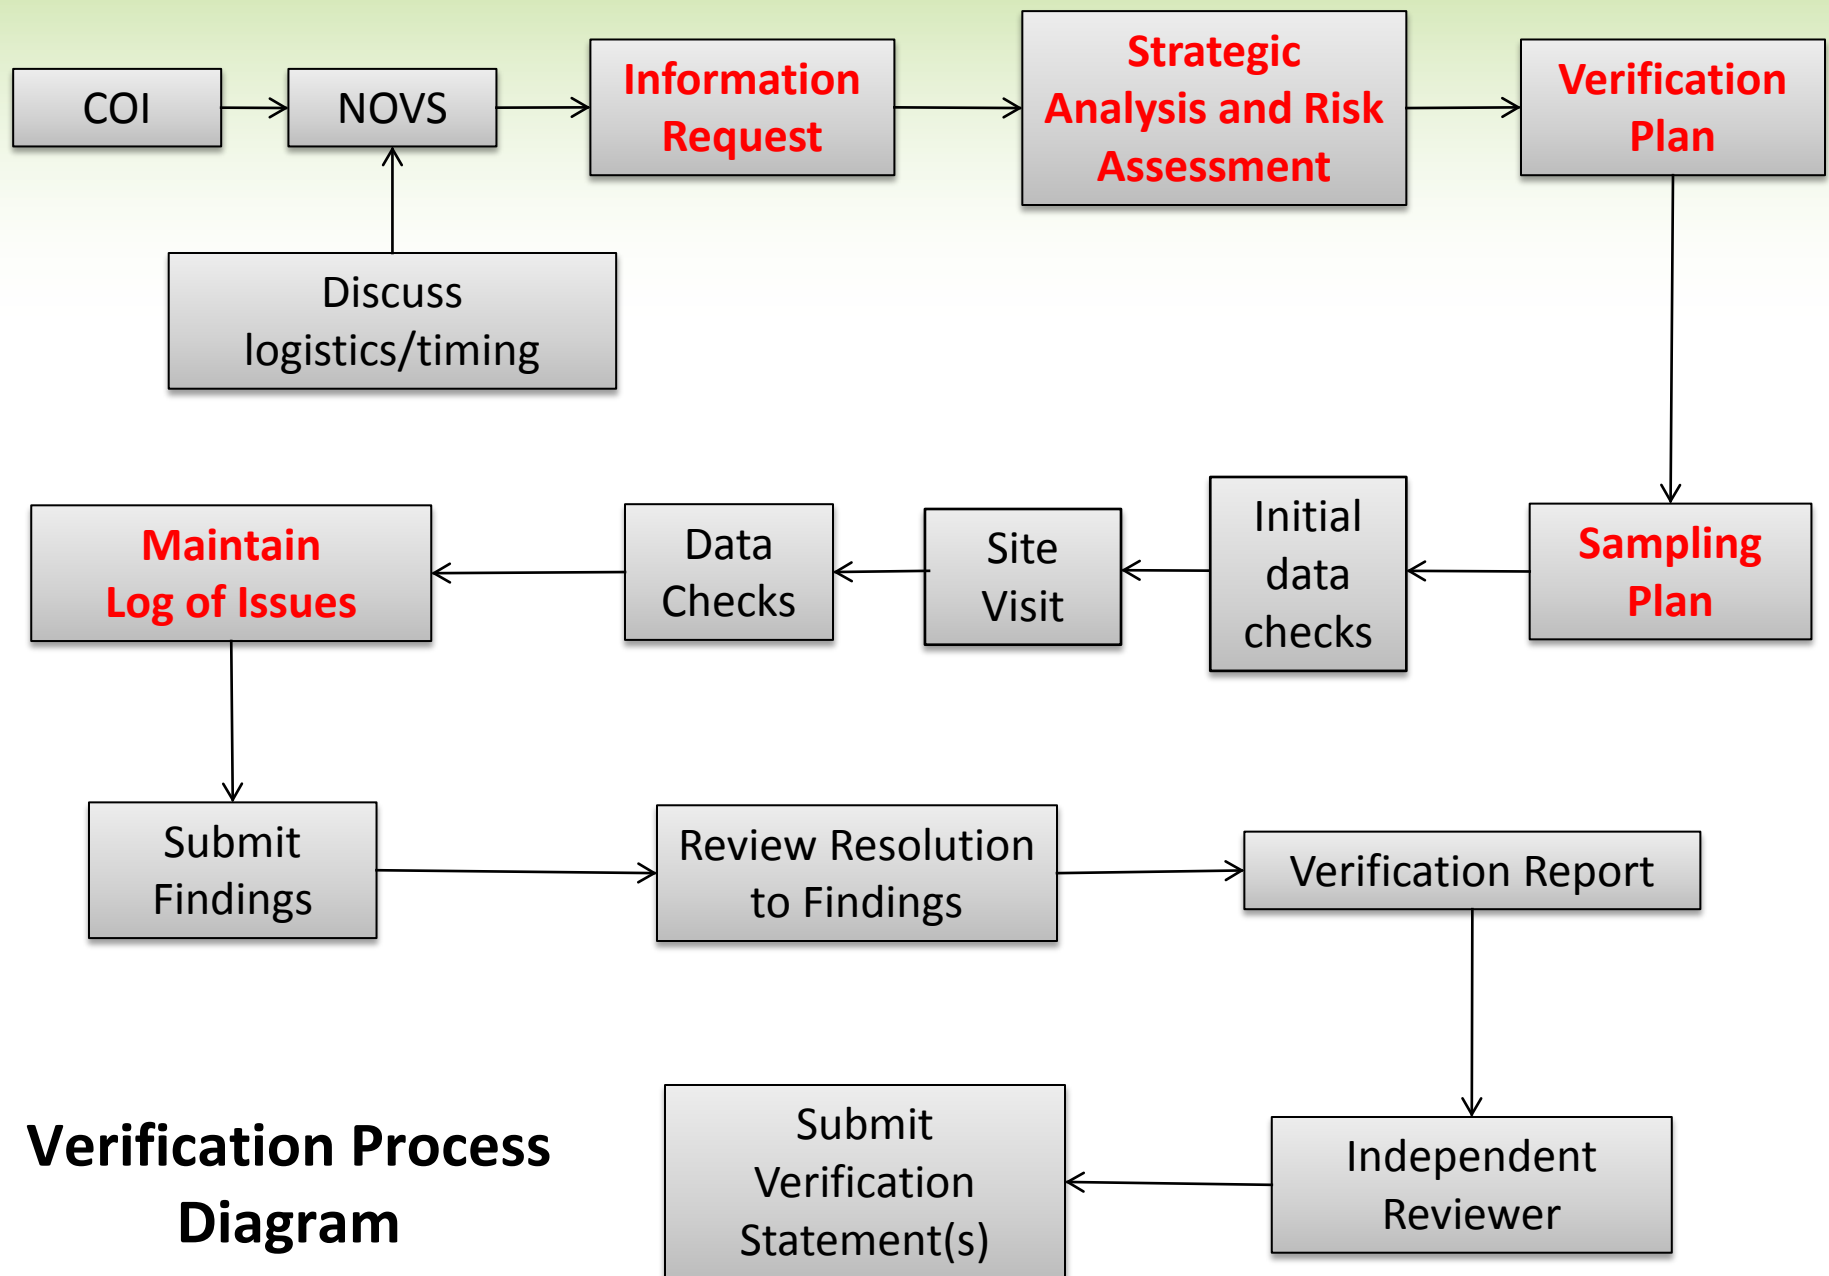 COI
NOVS
Information
Request
Strategic
Analysis and Risk
Assessment
Verification
Plan
Discuss
logistics/timing
Maintain
Log of Issues
Data
Checks
Site
Visit
Initial
data
checks
Sampling
Plan
Submit
Findings
Review Resolution
to Findings
Verification Report
Verification Process
Diagram
Submit
Verification
Statement(s)
Independent
Reviewer